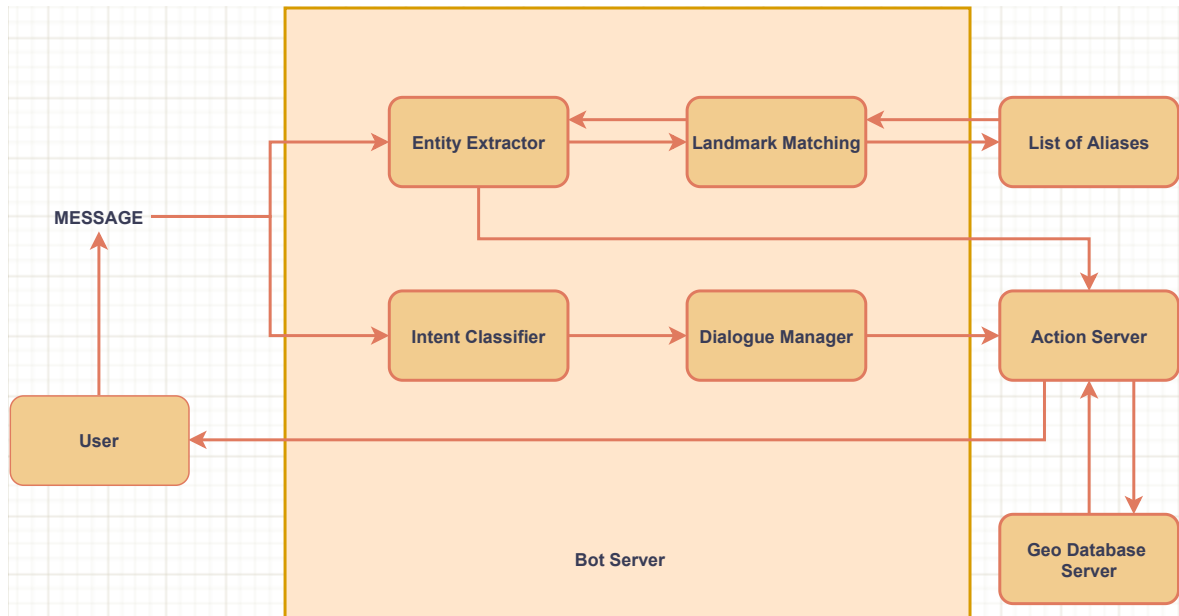 Entity Extractor
Landmark Matching
List of Aliases
MESSAGE
Intent Classifier
Dialogue Manager
Action Server
User
Bot Server
Geo Database
Server